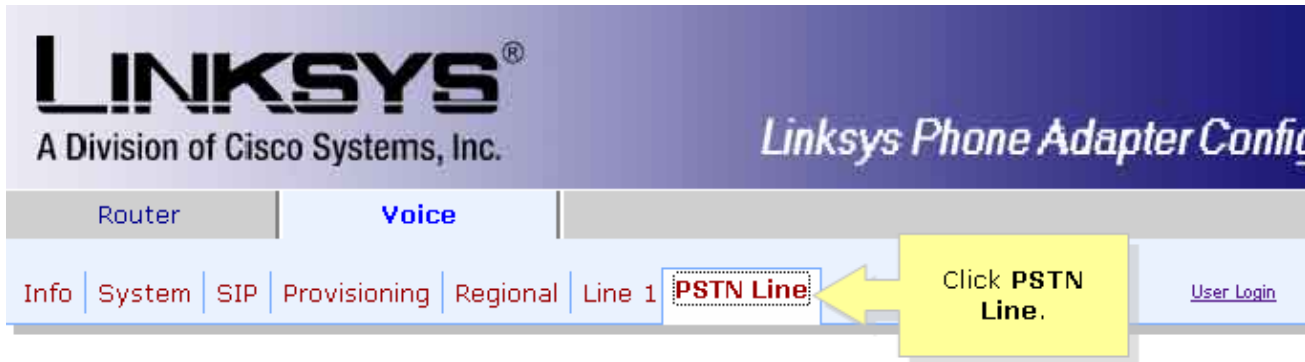 LINKSYS®
A Division of Cisco Systems, Inc.
Linksys Phone Adapter Config
Router Voice
Info System SIP Provisioning Regional Line 1 PSTN Line
Click PSTN
Line.
User Login